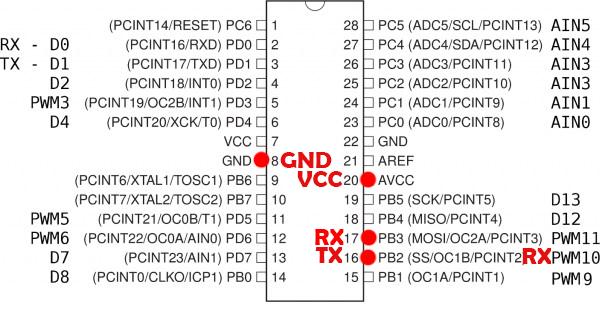 (PCINT14/RESET) PC6 1 28 PC5 (ADC5/SCL/PCINT13) AIN5
RX - D0 (PCINT16/RXD) PD0 2 27 PC4 (ADC4/SDA/PCINT12) AIN4
TX - D1 (PCINT17/TXD) PD1 3 26 PC3 (ADC3/PCINT11) AIN3
D2 (PCINT18/INT0) PD2 4 25 PC2 (ADC2/PCINT10) AIN3
PWM3 (PCINT19/OC2B/INT1) PD3 5 24 PC1 (ADC1/PCINT9) AIN1
D4 (PCINT20/XCK/T0) PD4 6 23 PC0 (ADC0/PCINT8) AIN0
VCC 7 22 GND
GND 8 GND 21 AREF
(PCINT6/XTAL1/TOSC1) PB6 9 VCC 20 AVCC
(PCINT7/XTAL2/TOSC2) PB7 10 19 PB5 (SCK/PCINT5) D13
PWM5 (PCINT21/OC0B/T1) PD5 11 18 PB4 (MISO/PCINT4) D12
PWM6 (PCINT22/OC0A/AIN0) PD6 12 RX 17 PB3 (MOSI/OC2A/PCINT3) PWM11
D7 (PCINT23/AIN1) PD7 13 TX 16 PB2 (SS/OC1B/PCINT2 RX PWM10
D8 (PCINT0/CLKO/ICP1) PB0 14 15 PB1 (OC1A/PCINT1) PWM9